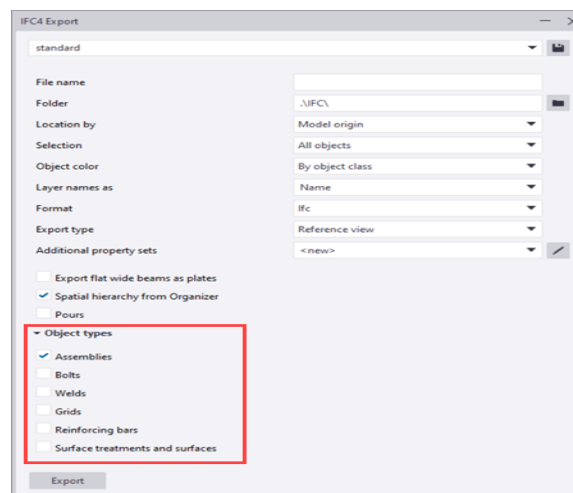 IFC4 Export
standard
File name
Folder .\IFC\
Location by Model origin
Selection All objects
Object color By object class
Layer names as Name
Format Ifc
Export type Reference view
Additional property sets <new>
Export flat wide beams as plates
Spatial hierarchy from Organizer
Pours
Object types
Assemblies
Bolts
Welds
Grids
Reinforcing bars
Surface treatments and surfaces
Export